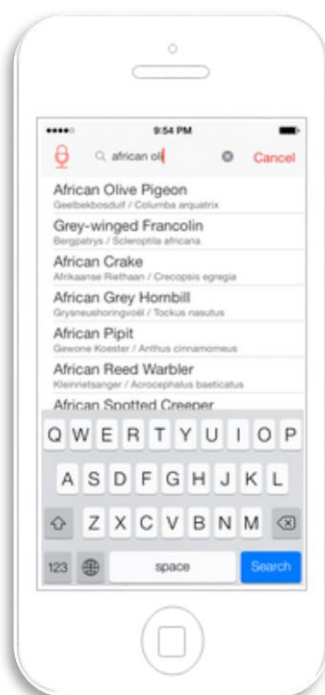 9:54 PM
african oli Cancel
African Olive Pigeon
Geelbekbosduif / Columba arquatrix
Grey-winged Francolin
Bergpatrys / Scleroptila africana
African Crake
Afrikaanse Riethaan / Crecopsis egregia
African Grey Hornbill
Grysneushoringvoël / Tockus nasutus
African Pipit
Gewone Koester / Anthus cinnamomeus
African Reed Warbler
Kleinrietsanger / Acrocephalus baeticatus
African Spotted Creeper
Q W E R T Y U I O P
A S D F G H J K L
Z X C V B N M
123 space Search